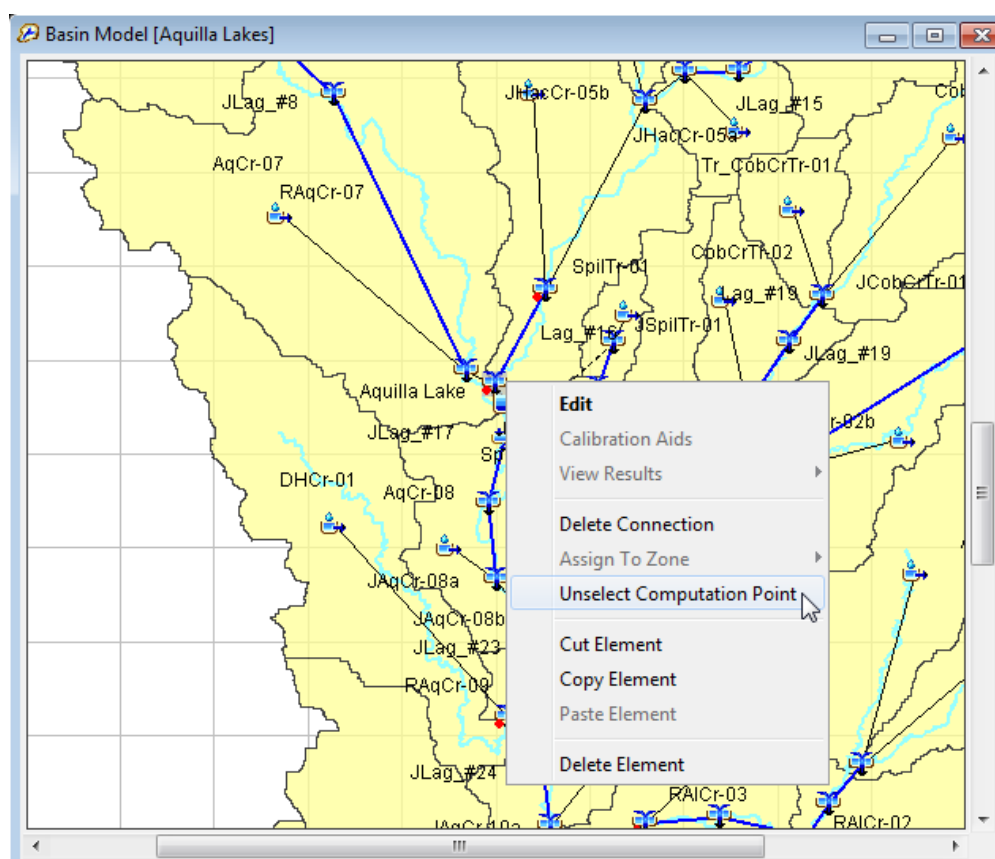 Basin Model [Aquilla Lakes]
JLag_#8
JHacCr-05b
JLag_#15
JHacCr-05a
AqCr-07
Tr_CobCrTr-01
RAqCr-07
SpilTr-01
CobCrTr-02
Lag_#19
JCobCrTr-01
Lag_#16
JSpilTr-01
JLag_#19
Aquilla Lake
Edit
JLag_#17
Calibration Aids
View Results
DHCr-01
AqCr-08
Delete Connection
Assign To Zone
JAqCr-08a
Unselect Computation Point
JAqCr-08b
JLag_#23
Cut Element
RAqCr-09
Copy Element
Paste Element
JLag_#24
Delete Element
RAlCr-03
JAqCr-10a
RAlCr-02